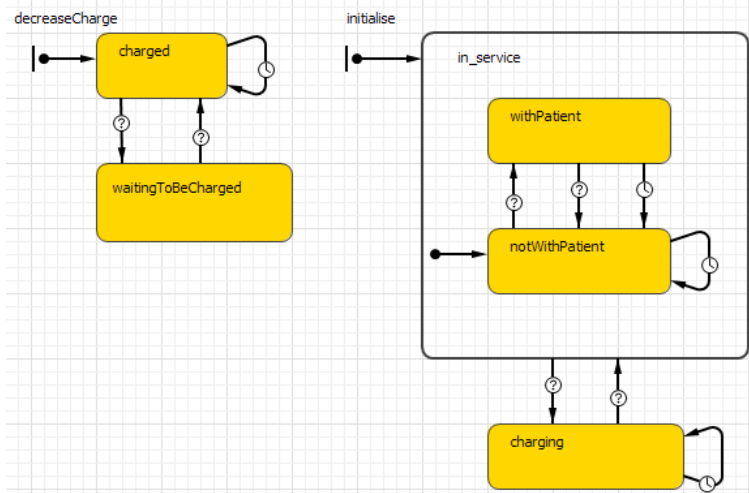 decreaseCharge
charged
waitingToBeCharged
initialise
in_service
withPatient
notWithPatient
charging